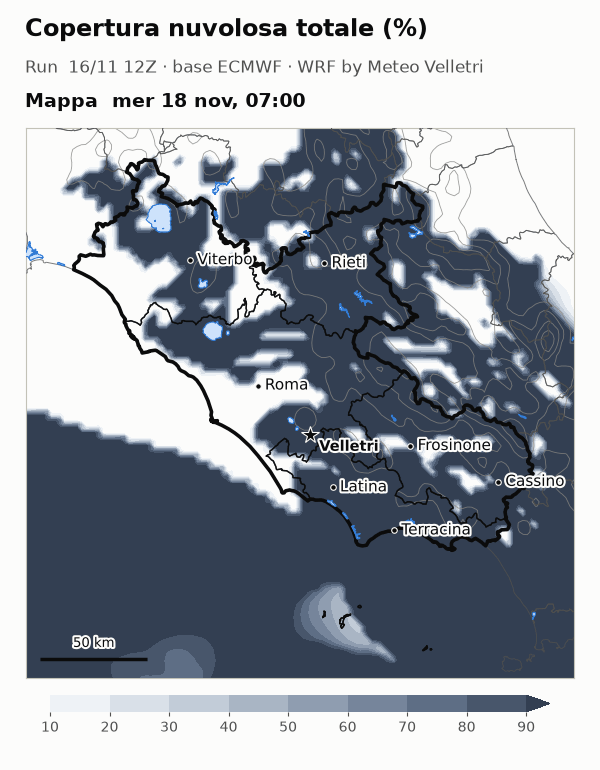 Copertura nuvolosa totale (%)
Run  16/11 12Z · base ECMWF · WRF by Meteo Velletri
Mappa  mer 18 nov, 07:00
Viterbo
Rieti
Roma
Velletri
Frosinone
Latina
Cassino
Terracina
50 km
10 20 30 40 50 60 70 80 90